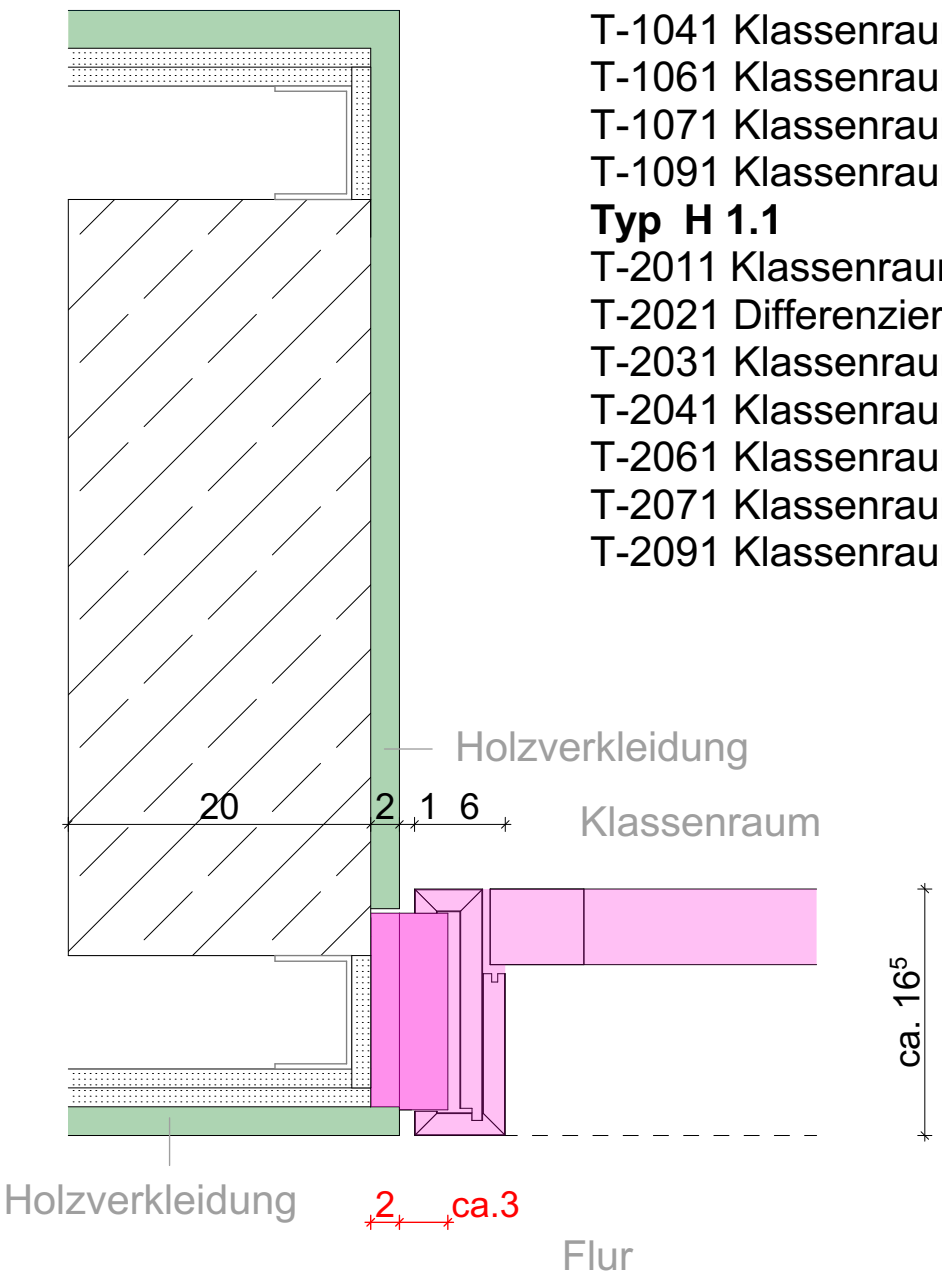 T-1041 Klassenrau
T-1061 Klassenrau
T-1071 Klassenrau
T-1091 Klassenrau
Typ H 1.1
T-2011 Klassenraum
T-2021 Differenzier
T-2031 Klassenrau
T-2041 Klassenrau
T-2061 Klassenrau
T-2071 Klassenrau
T-2091 Klassenrau
Holzverkleidung
20 2 1 6
Klassenraum
ca. 16⁵
Holzverkleidung
2 ca.3
Flur